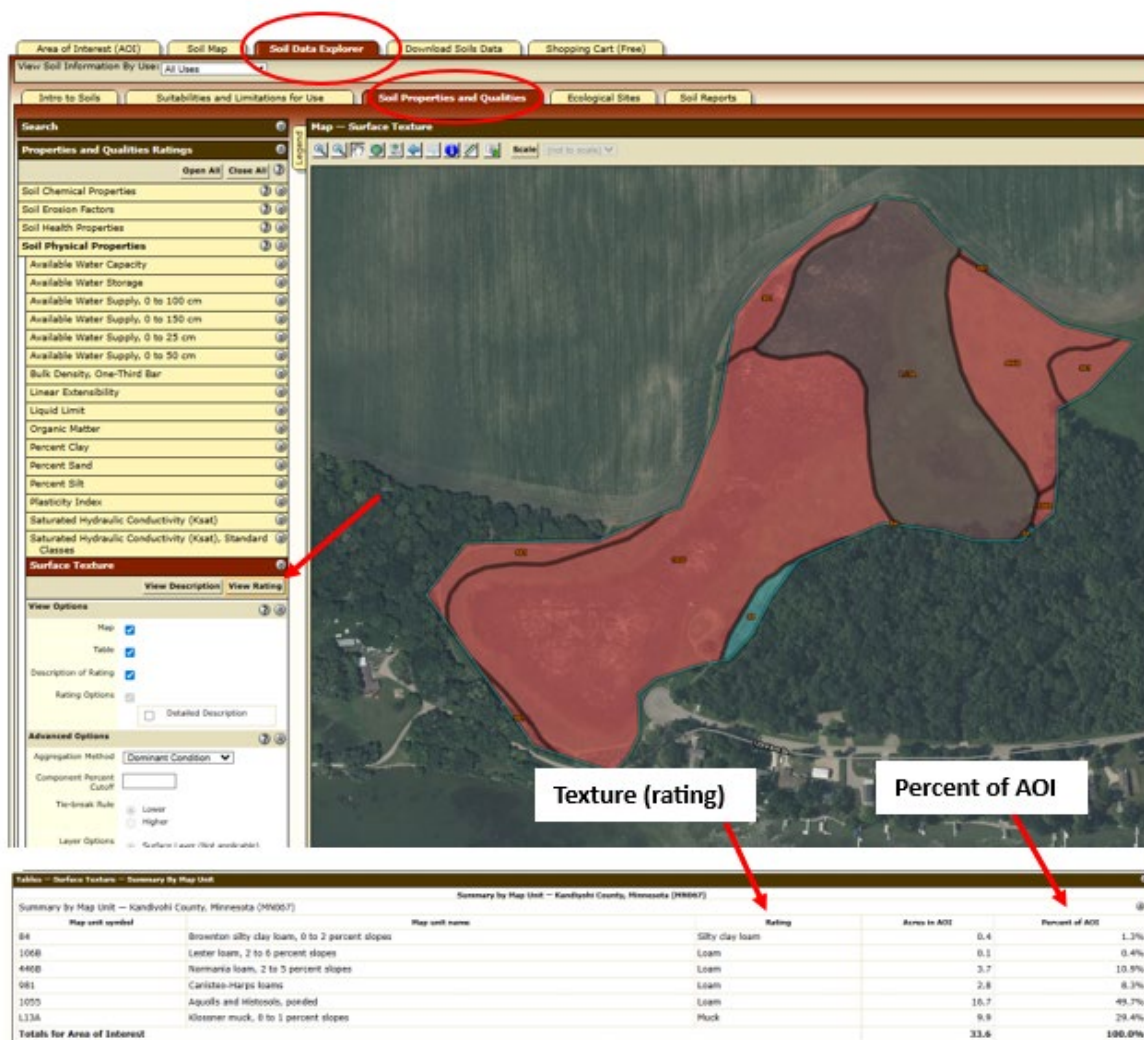 Area of Interest (AOI) Soil Map Soil Data Explorer Download Soils Data Shopping Cart (Free)
View Soil Information By Use: All Uses
Intro to Soils Suitabilities and Limitations for Use Soil Properties and Qualities Ecological Sites Soil Reports
Search
Properties and Qualities Ratings
Open All Close All
Soil Chemical Properties
Soil Erosion Factors
Soil Health Properties
Soil Physical Properties
Available Water Capacity
Available Water Storage
Available Water Supply, 0 to 100 cm
Available Water Supply, 0 to 150 cm
Available Water Supply, 0 to 25 cm
Available Water Supply, 0 to 50 cm
Bulk Density, One-Third Bar
Linear Extensibility
Liquid Limit
Organic Matter
Percent Clay
Percent Sand
Percent Silt
Plasticity Index
Saturated Hydraulic Conductivity (Ksat)
Saturated Hydraulic Conductivity (Ksat), Standard
Classes
Surface Texture
View Description View Rating
View Options
Map
Table
Description of Rating
Rating Options
Detailed Description
Advanced Options
Aggregation Method Dominant Condition
Component Percent
Cutoff
Tie-break Rule Lower
Higher
Layer Options Surface Layer (Not applicable)
Legend
Map — Surface Texture
Scale (not to scale)
Texture (rating)
Percent of AOI
Tables — Surface Texture — Summary By Map Unit
Summary by Map Unit — Kandiyohi County, Minnesota (MN067)
Summary by Map Unit — Kandiyohi County, Minnesota (MN067)
Map unit symbol Map unit name Rating Acres in AOI Percent of AOI
84 Brownton silty clay loam, 0 to 2 percent slopes Silty clay loam 0.4 1.3%
106B Lester loam, 2 to 6 percent slopes Loam 0.1 0.4%
446B Normania loam, 2 to 5 percent slopes Loam 3.7 10.9%
981 Canisteo-Harps loams Loam 2.8 8.3%
1055 Aquolls and Histosols, ponded Loam 16.7 49.7%
L13A Klossner muck, 0 to 1 percent slopes Muck 9.9 29.4%
Totals for Area of Interest 33.6 100.0%